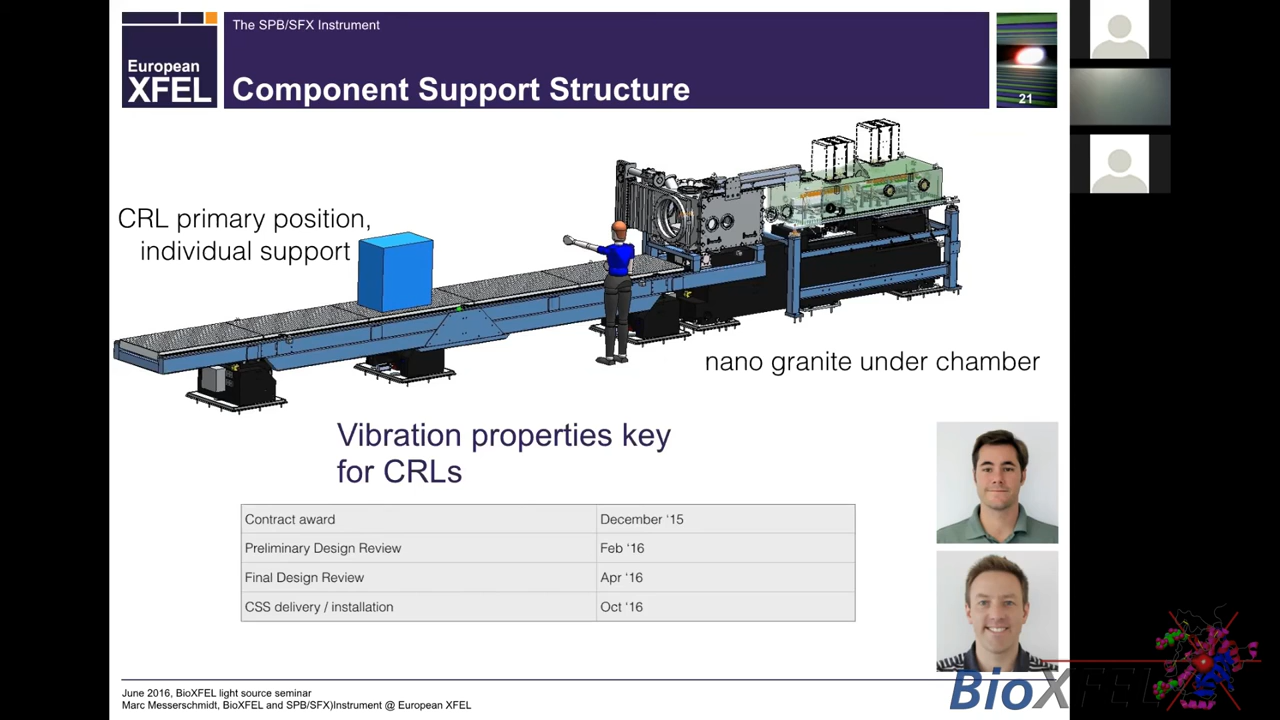 The SPB/SFX Instrument
European
XFEL
Component Support Structure
21
CRL primary position,
individual support
nano granite under chamber
Vibration properties key
for CRLs
Contract award December ‘15
Preliminary Design Review Feb ‘16
Final Design Review Apr ‘16
CSS delivery / installation Oct ‘16
June 2016, BioXFEL light source seminar
Marc Messerschmidt, BioXFEL and SPB/SFX)Instrument @ European XFEL
BioXFEL